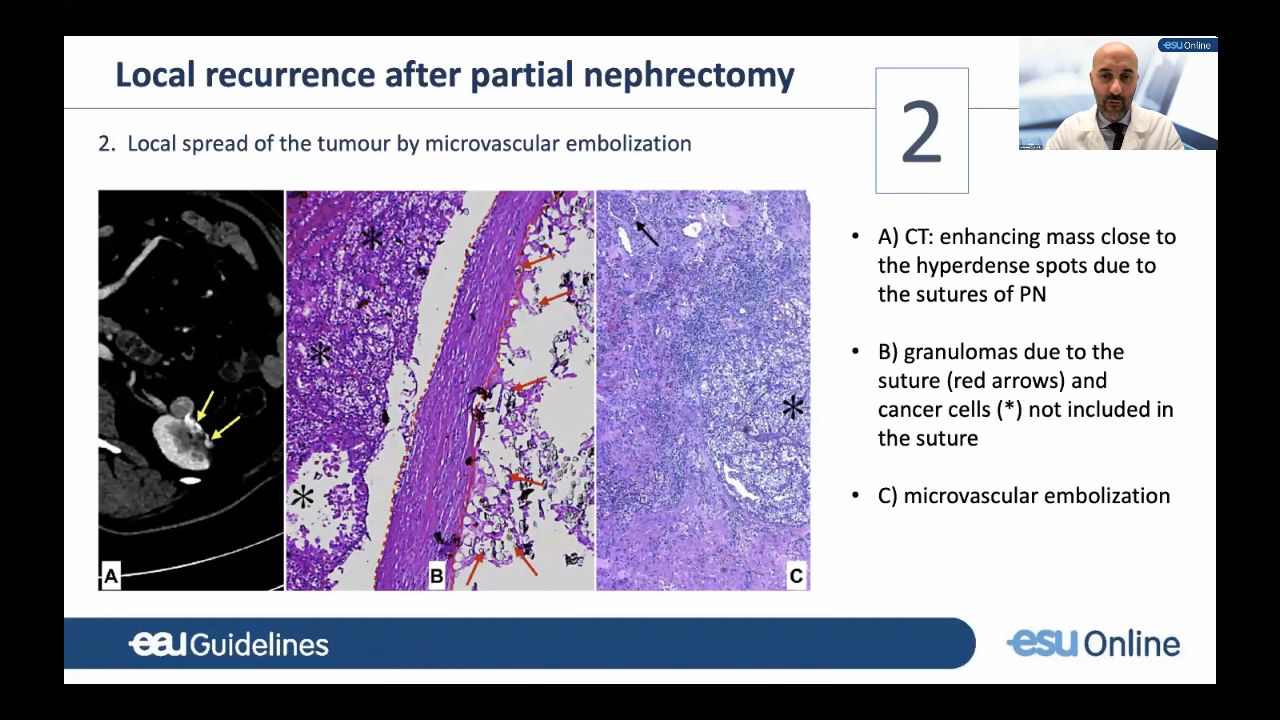 Local recurrence after partial nephrectomy
2
esu Online
2. Local spread of the tumour by microvascular embolization
• A) CT: enhancing mass close to
the hyperdense spots due to
the sutures of PN
• B) granulomas due to the
suture (red arrows) and
cancer cells (*) not included in
the suture
• C) microvascular embolization
* * * *
A B C
eau Guidelines
esu Online